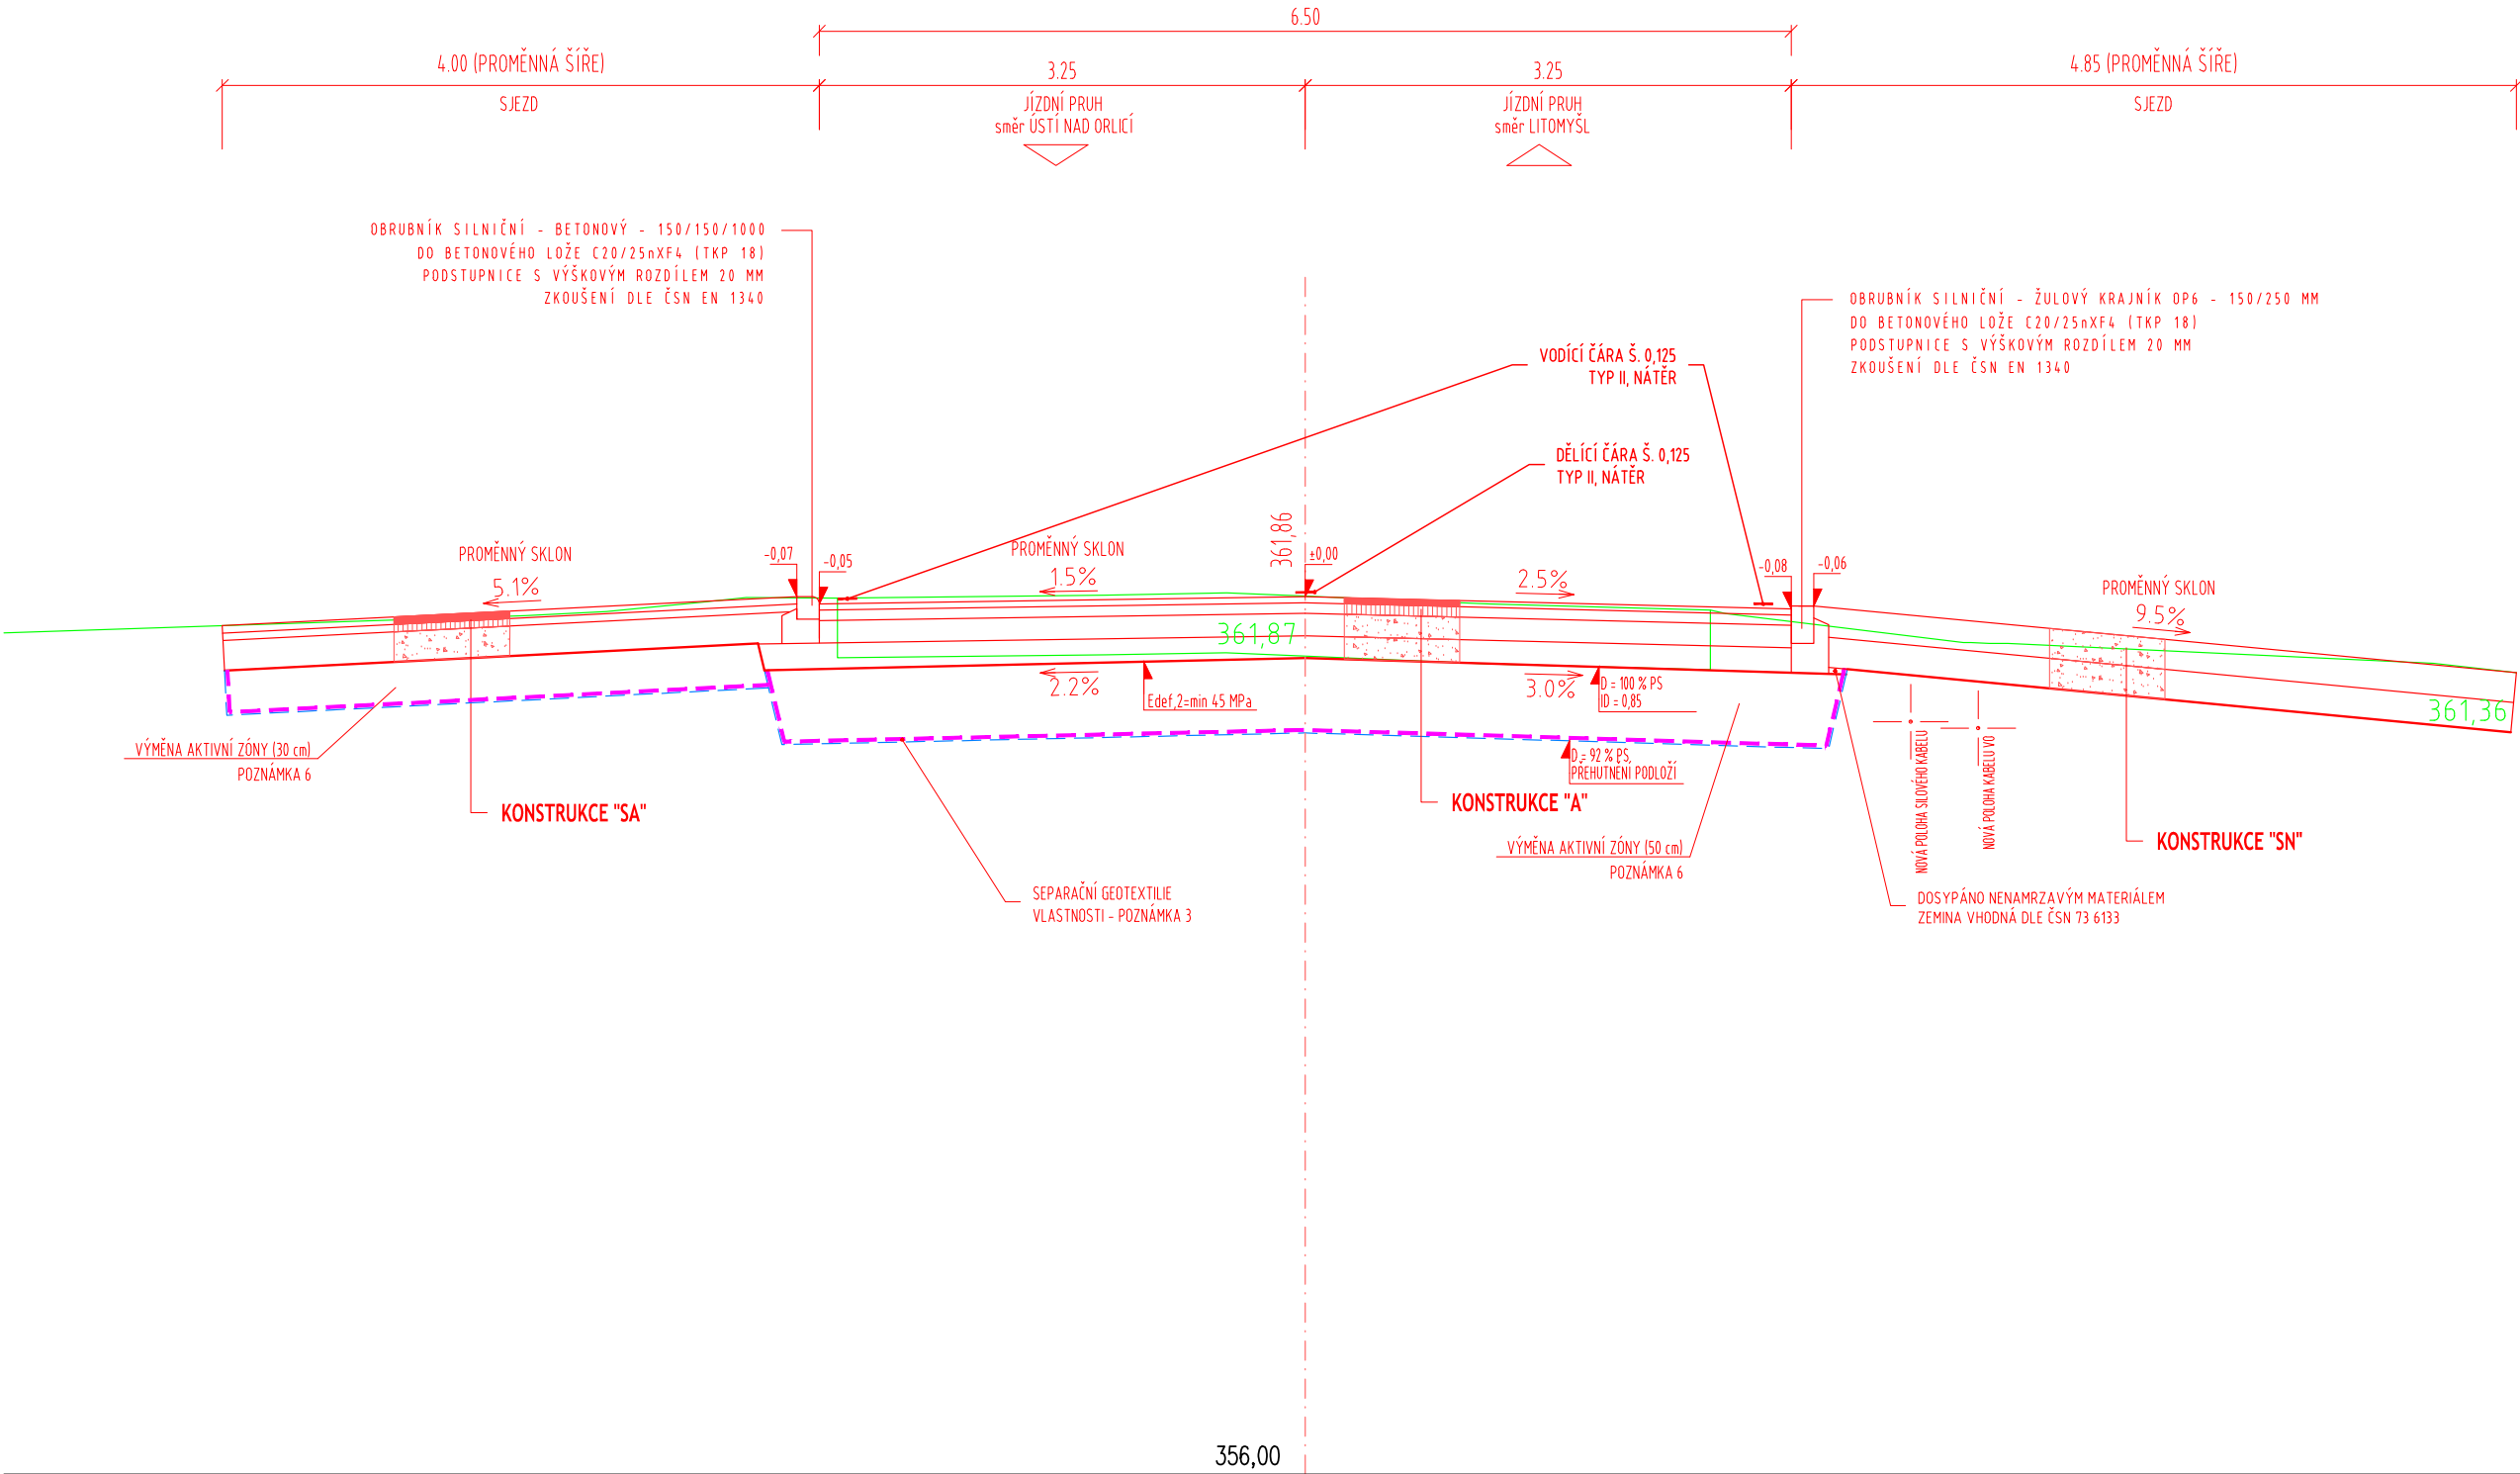 6.50
4.00 (PROMĚNNÁ ŠÍŘE)
3.25
3.25
4.85 (PROMĚNNÁ ŠÍŘE)
SJEZD
JÍZDNÍ PRUH
směr ÚSTÍ NAD ORLICÍ
JÍZDNÍ PRUH
směr LITOMYŠL
SJEZD
OBRUBNÍK SILNIČNÍ - BETONOVÝ - 150/150/1000
DO BETONOVÉHO LOŽE C20/25nXF4 (TKP 18)
PODSTUPNICE S VÝŠKOVÝM ROZDÍLEM 20 MM
ZKOUŠENÍ DLE ČSN EN 1340
OBRUBNÍK SILNIČNÍ - ŽULOVÝ KRAJNÍK OP6 - 150/250 MM
DO BETONOVÉHO LOŽE C20/25nXF4 (TKP 18)
PODSTUPNICE S VÝŠKOVÝM ROZDÍLEM 20 MM
ZKOUŠENÍ DLE ČSN EN 1340
VODÍCÍ ČÁRA Š. 0,125
TYP II, NÁTĚR
DĚLÍCÍ ČÁRA Š. 0,125
TYP II, NÁTĚR
PROMĚNNÝ SKLON
5.1%
-0,07
-0,05
PROMĚNNÝ SKLON
1.5%
361,86
±0,00
2.5%
-0,08
-0,06
PROMĚNNÝ SKLON
9.5%
361,87
2.2%
Edef,2=min 45 MPa
3.0%
D = 100 % PS
ID = 0,85
361,36
VÝMĚNA AKTIVNÍ ZÓNY (30 cm)
POZNÁMKA 6
D = 92 % PS,
PŘEHUTNĚNÍ PODLOŽÍ
NOVÁ POLOHA SILOVÉHO KABELU
NOVÁ POLOHA KABELU VO
KONSTRUKCE "SA"
KONSTRUKCE "A"
KONSTRUKCE "SN"
VÝMĚNA AKTIVNÍ ZÓNY (50 cm)
POZNÁMKA 6
SEPARAČNÍ GEOTEXTILIE
VLASTNOSTI - POZNÁMKA 3
DOSYPÁNO NENAMRZAVÝM MATERIÁLEM
ZEMINA VHODNÁ DLE ČSN 73 6133
356,00